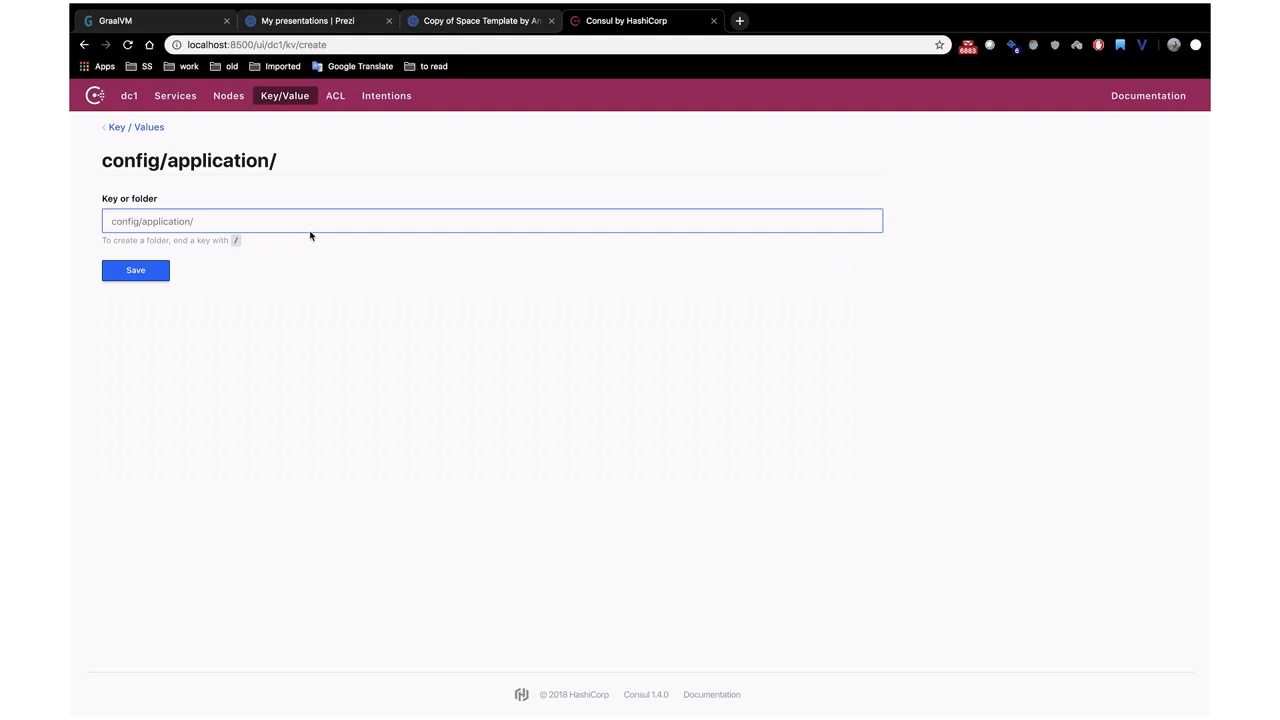 GraalVM
My presentations | Prezi
Copy of Space Template by An
Consul by HashiCorp
localhost:8500/ui/dc1/kv/create
6883
6
Apps
SS
work
old
Imported
Google Translate
to read
dc1
Services
Nodes
Key/Value
ACL
Intentions
Documentation
Key / Values
config/application/
Key or folder
config/application/
To create a folder, end a key with /
Save
© 2018 HashiCorp
Consul 1.4.0
Documentation